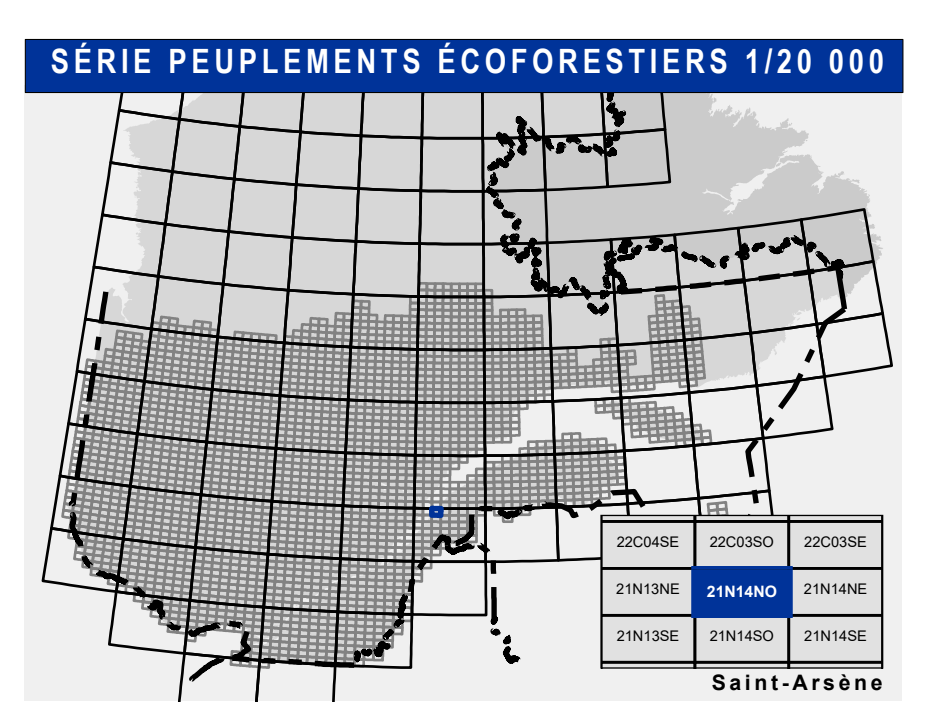 SÉRIE PEUPLEMENTS ÉCOFORESTIERS 1/20 000
22C04SE 22C03SO 22C03SE
21N13NE 21N14NO 21N14NE
21N13SE 21N14SO 21N14SE
Saint-Arsène